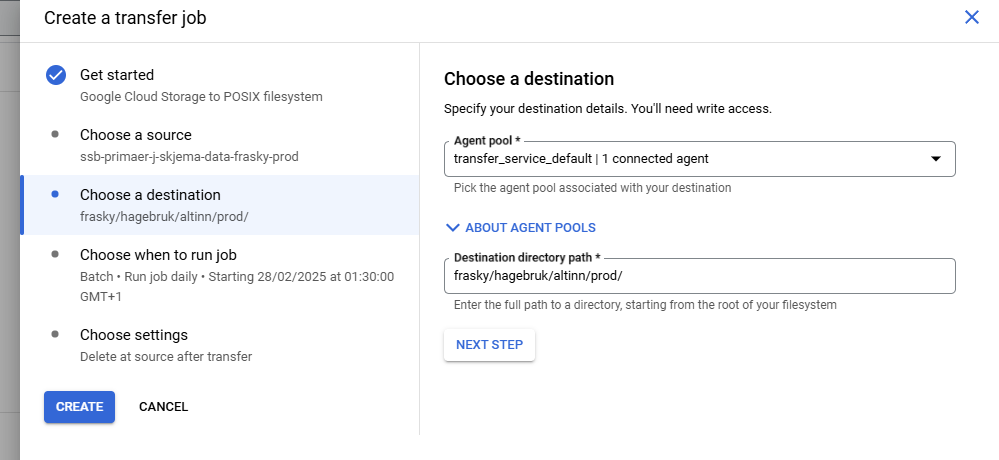 Create a transfer job
Get started
Google Cloud Storage to POSIX filesystem
Choose a source
ssb-primaer-j-skjema-data-frasky-prod
Choose a destination
frasky/hagebruk/altinn/prod/
Choose when to run job
Batch • Run job daily • Starting 28/02/2025 at 01:30:00
GMT+1
Choose settings
Delete at source after transfer
CREATE
CANCEL
Choose a destination
Specify your destination details. You'll need write access.
Agent pool *
transfer_service_default | 1 connected agent
Pick the agent pool associated with your destination
ABOUT AGENT POOLS
Destination directory path *
frasky/hagebruk/altinn/prod/
Enter the full path to a directory, starting from the root of your filesystem
NEXT STEP